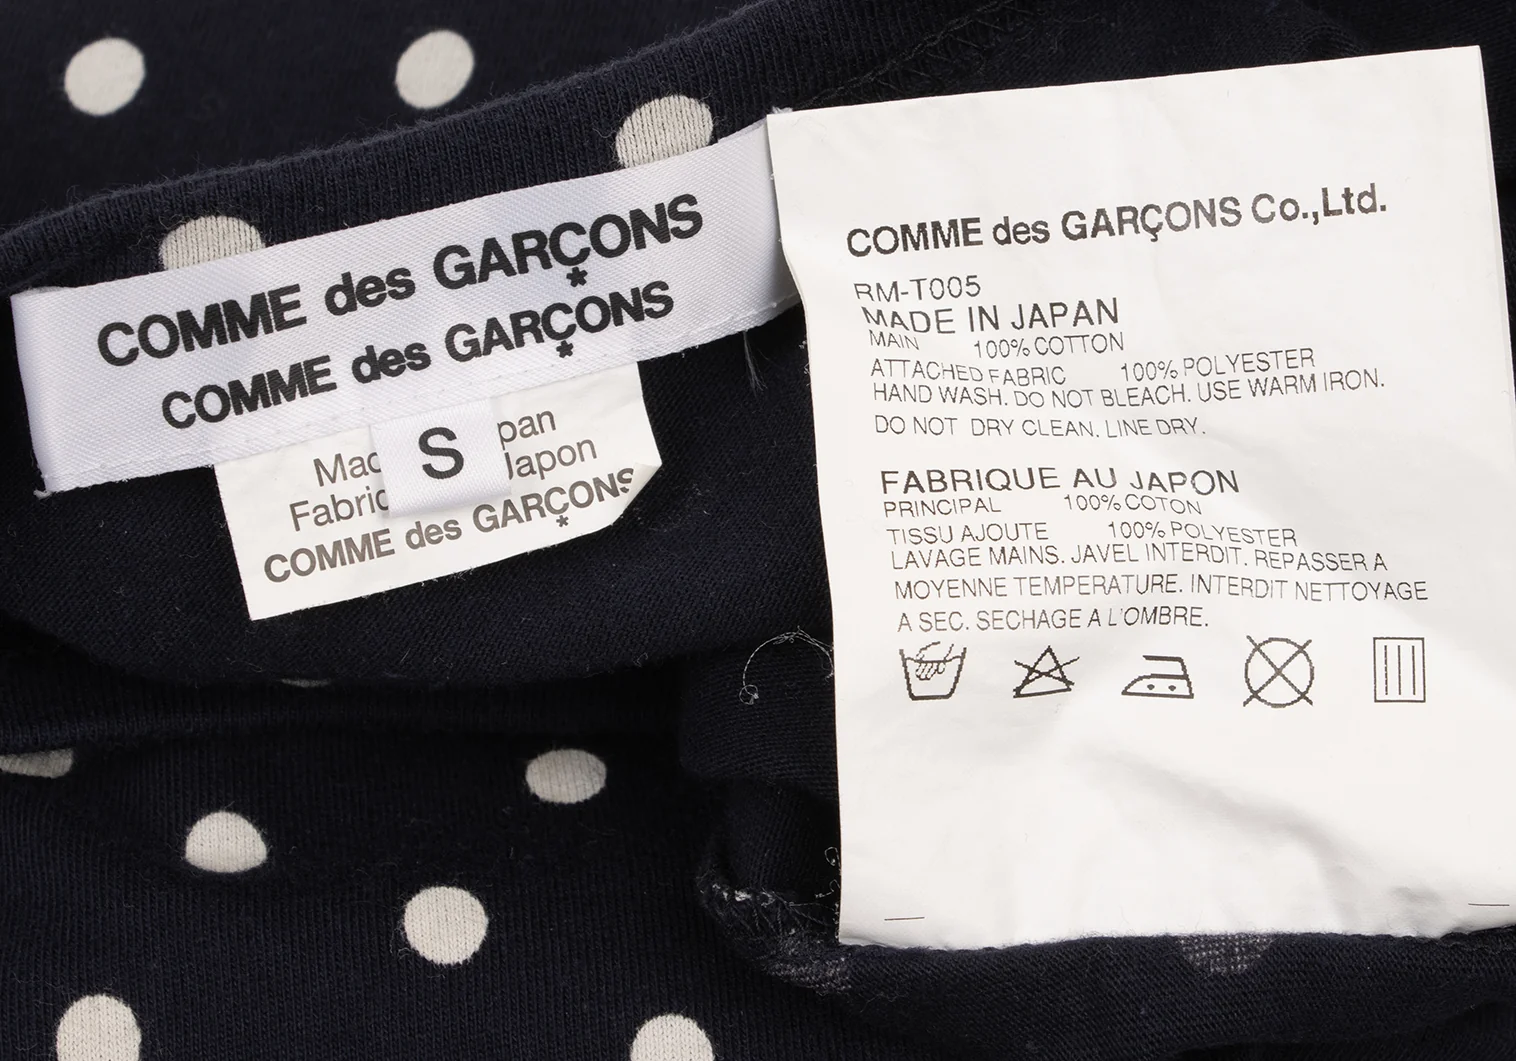 COMME des GARÇONS
COMME des GARÇONS
S
pan
Fabric
Japon
COMME des GARÇONS
COMME des GARÇONS Co.,Ltd.
RM-T005
MADE IN JAPAN
MAIN 100% COTTON
ATTACHED FABRIC 100% POLYESTER
HAND WASH. DO NOT BLEACH. USE WARM IRON.
DO NOT DRY CLEAN. LINE DRY.
FABRIQUE AU JAPON
PRINCIPAL 100% COTON
TISSU AJOUTE 100% POLYESTER
LAVAGE MAINS. JAVEL INTERDIT. REPASSER A
MOYENNE TEMPERATURE. INTERDIT NETTOYAGE
A SEC. SECHAGE A L'OMBRE.